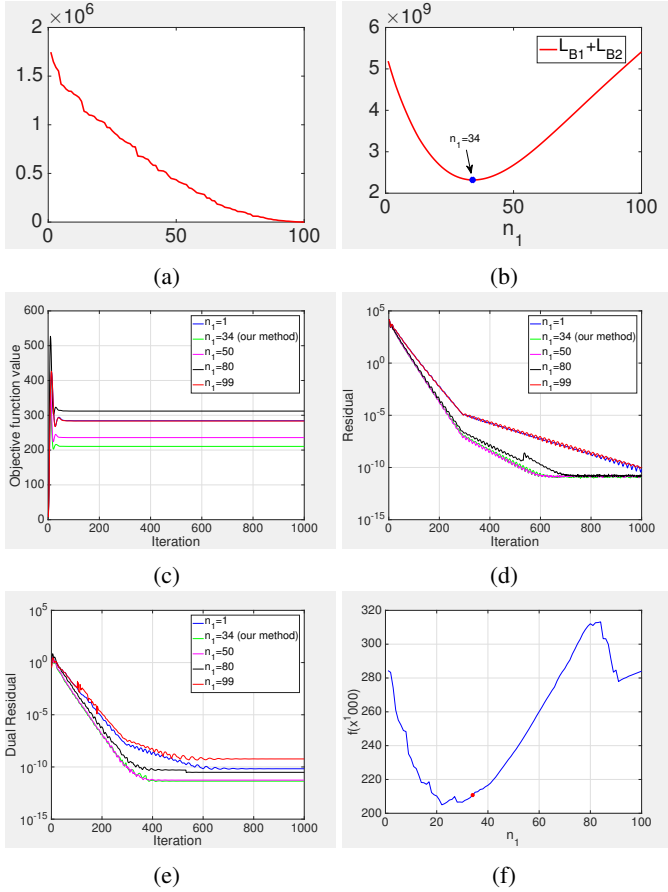 ×10^6
2
1.5
1
0.5
0
0 50 100
(a)
×10^9
6
5
4
3
2
0 50 100
L_B1+L_B2
n_1=34
n_1
(b)
600
500
400
300
200
100
0
0 200 400 600 800 1000
Objective function value
Iteration
n_1=1
n_1=34 (our method)
n_1=50
n_1=80
n_1=99
(c)
10^5
10^0
10^-5
10^-10
10^-15
0 200 400 600 800 1000
Residual
Iteration
n_1=1
n_1=34 (our method)
n_1=50
n_1=80
n_1=99
(d)
10^5
10^0
10^-5
10^-10
10^-15
0 200 400 600 800 1000
Dual Residual
Iteration
n_1=1
n_1=34 (our method)
n_1=50
n_1=80
n_1=99
(e)
320
300
280
260
240
220
200
0 20 40 60 80 100
f(x^1000)
n_1
(f)